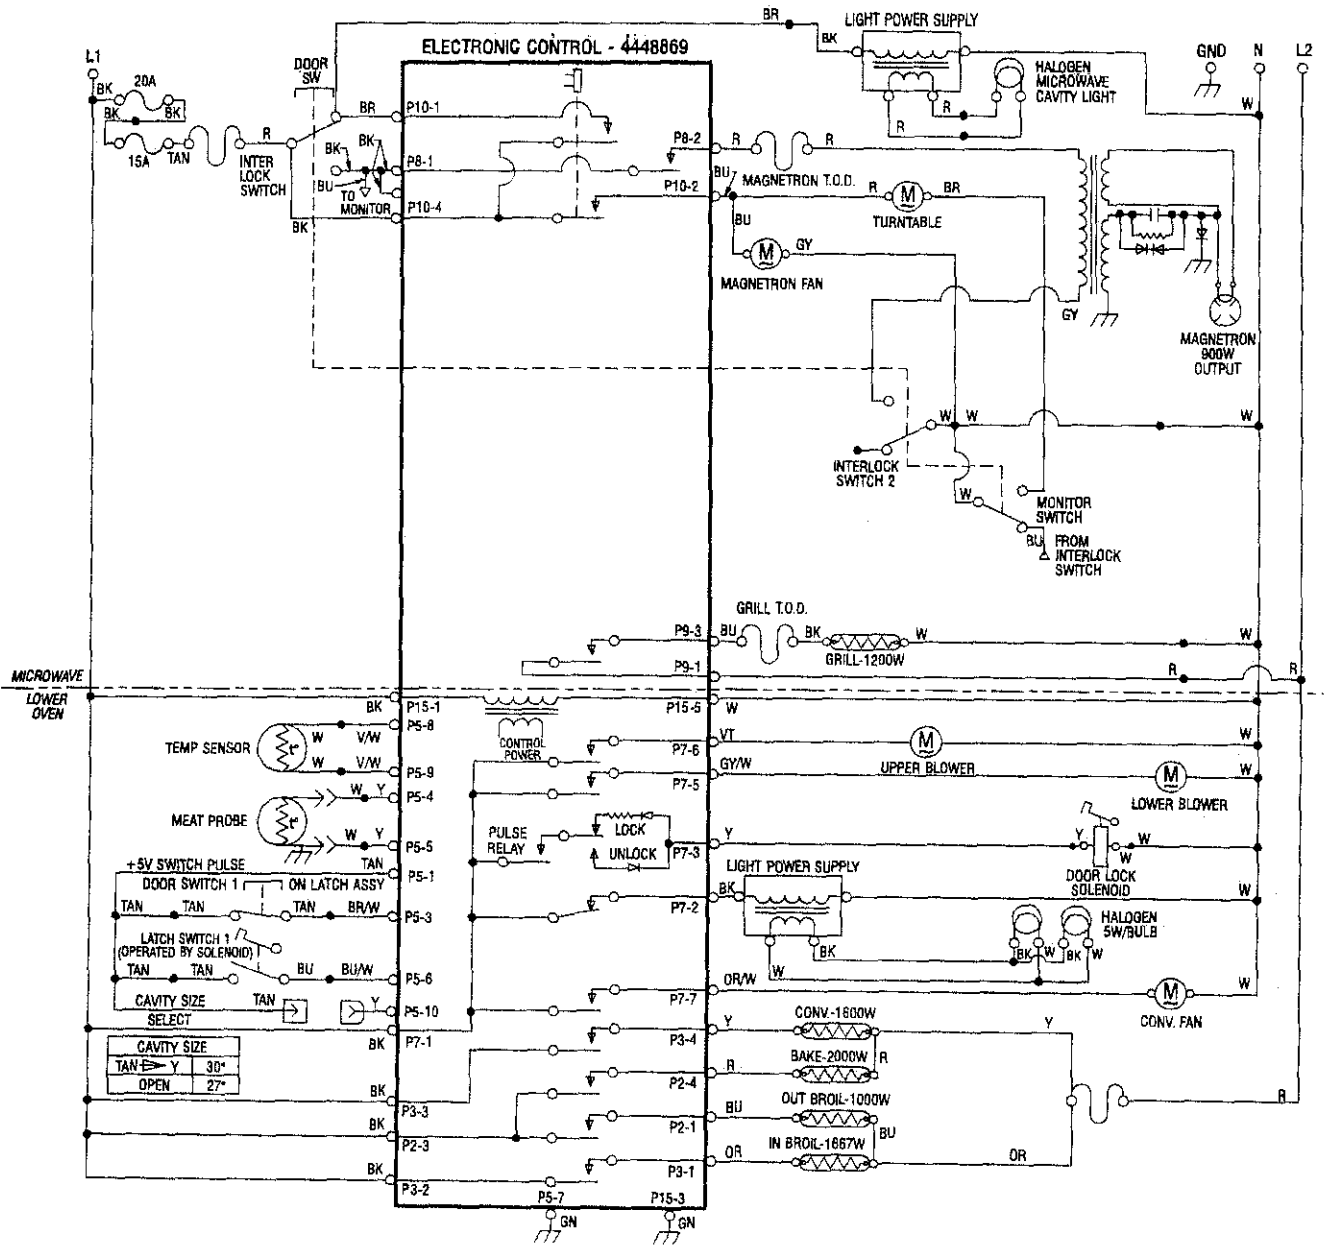 BR
LIGHT POWER SUPPLY
BK
ELECTRONIC CONTROL - 4448869
L1
DOOR
SW
GND N L2
HALOGEN
MICROWAVE
CAVITY LIGHT
BK 20A
BK BK
15A TAN
R
INTER
LOCK
SWITCH
BR P10-1
BK
BK
P8-1
BU
TO
MONITOR
P10-4
BK
R
R
W
P8-2 R R
BU MAGNETRON T.O.D.
P10-2
R M BR
TURNTABLE
BU
M GY
MAGNETRON FAN
GY
MAGNETRON
900W
OUTPUT
W W W
INTERLOCK
SWITCH 2
W
MONITOR
SWITCH
BU FROM
INTERLOCK
SWITCH
GRILL T.O.D.
P9-3 BU BK W W
GRILL-1200W
P9-1 R R
MICROWAVE
LOWER
OVEN
BK P15-1 P15-5 W
P5-8
W V/W
TEMP SENSOR t°
W V/W
P5-9
CONTROL
POWER
P7-6 VT M W
UPPER BLOWER
P7-5 GY/W M W
LOWER BLOWER
W Y P5-4
MEAT PROBE t°
W Y P5-5
PULSE
RELAY
LOCK
UNLOCK
P7-3 Y Y W
W
DOOR LOCK
SOLENOID
+5V SWITCH PULSE TAN
P5-1
DOOR SWITCH 1 ON LATCH ASSY
TAN TAN TAN BR/W
P5-3
LIGHT POWER SUPPLY
P7-2 BK W
HALOGEN
5W/BULB
BK W BK W
BK
W
LATCH SWITCH 1
(OPERATED BY SOLENOID)
TAN TAN BU BU/W P5-6
CAVITY SIZE TAN Y
SELECT
P5-10
P7-7 OR/W M W
CONV. FAN
BK P7-1
CAVITY SIZE
TAN Y 30"
OPEN 27"
P3-4 Y CONV.-1600W Y
R
P2-4 R BAKE-2000W
BK P3-3
P2-1 BU OUT BROIL-1000W
BU
R
BK P2-3
P3-1 OR IN BROIL-1667W OR
BK P3-2
P5-7 P15-3
GN GN